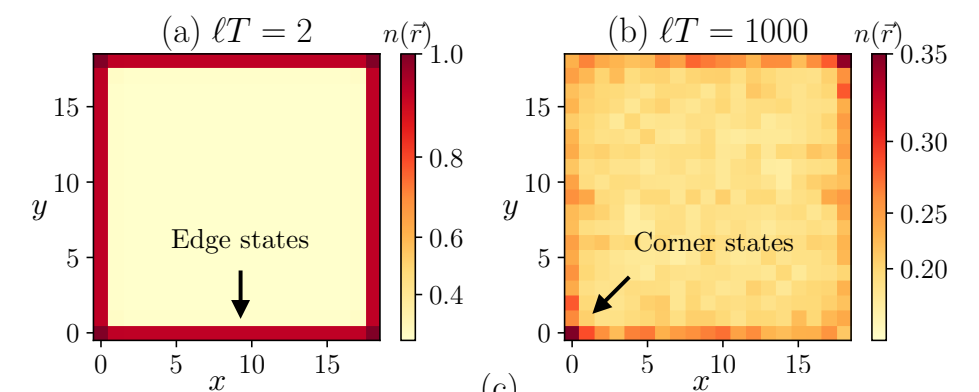 (a) ℓT = 2
n(r⃗)
1.0
0.8
0.6
0.4
15
10
5
0
y
Edge states
0 5 10 15
x
(b) ℓT = 1000
n(r⃗)
0.35
0.30
0.25
0.20
15
10
5
0
y
Corner states
0 5 10 15
x
(c)